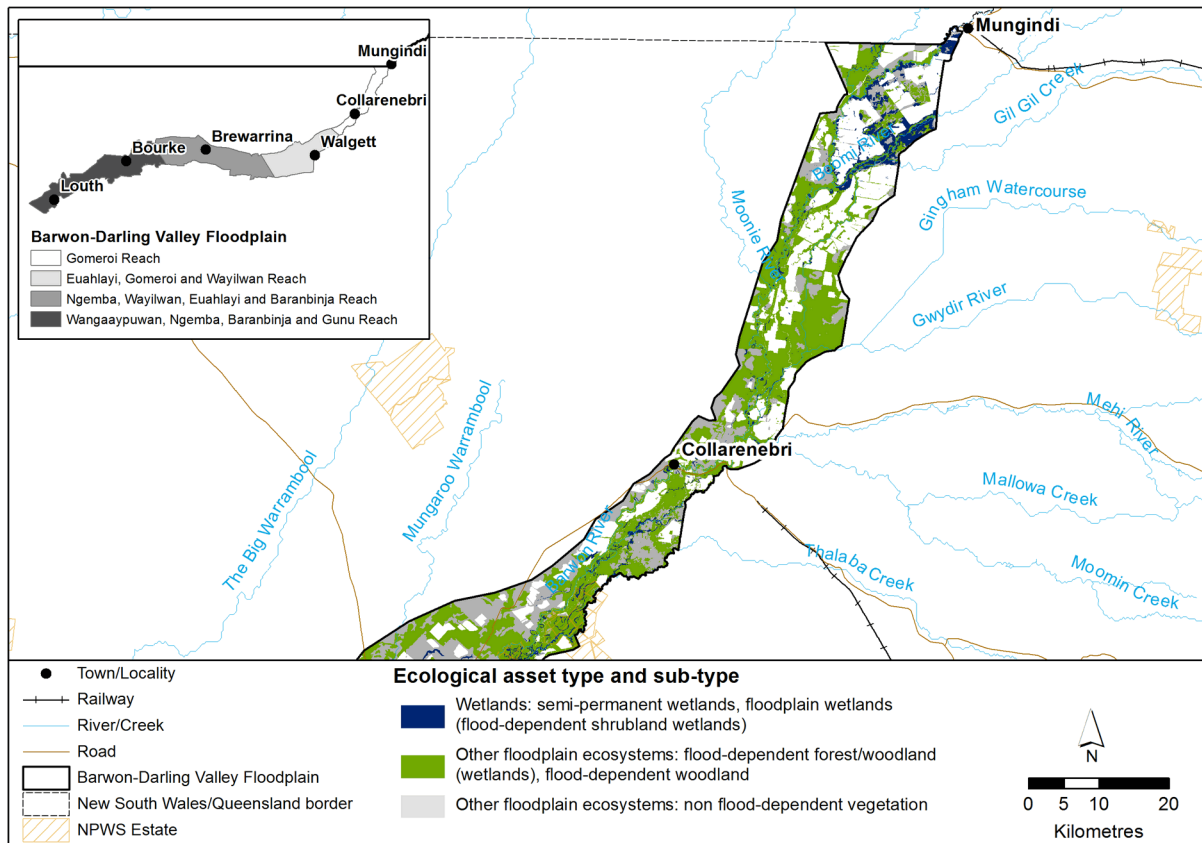 Mungindi
Collarenebri
Brewarrina
Walgett
Bourke
Louth
Barwon-Darling Valley Floodplain
Gomeroi Reach
Euahlayi, Gomeroi and Wayilwan Reach
Ngemba, Wayilwan, Euahlayi and Baranbinja Reach
Wangaaypuwan, Ngemba, Baranbinja and Gunu Reach
Mungindi
Gil Gil Creek
Boomi River
Gingham Watercourse
Moonie River
Gwydir River
Mehi River
Collarenebri
Mallowa Creek
Mungaroo Warrambool
The Big Warrambool
Barwon River
Thalaba Creek
Moomin Creek
Town/Locality
Railway
River/Creek
Road
Barwon-Darling Valley Floodplain
New South Wales/Queensland border
NPWS Estate
Ecological asset type and sub-type
Wetlands: semi-permanent wetlands, floodplain wetlands
(flood-dependent shrubland wetlands)
Other floodplain ecosystems: flood-dependent forest/woodland
(wetlands), flood-dependent woodland
Other floodplain ecosystems: non flood-dependent vegetation
N
0 5 10 20
Kilometres